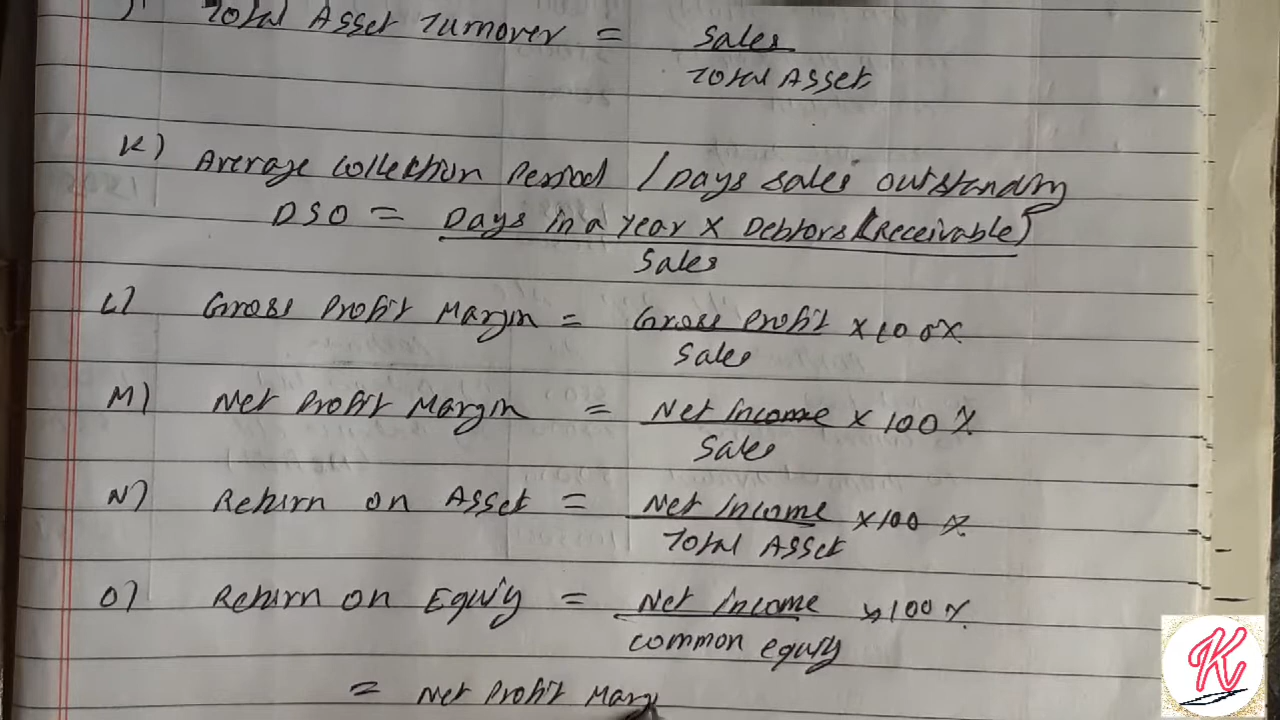 J) Total Asset Turnover = Sales
Total Asset
K) Average Collection Period / Days sales outstanding
DSO = Days in a year × Debtors (Receivable)
Sales
L) Gross Profit Margin = Gross Profit × 100%
Sales
M) Net Profit Margin = Net Income × 100 %
Sales
N) Return on Asset = Net Income × 100 %
Total Asset
O) Return on Equity = Net Income × 100 %
common equity
= Net Profit Marg
K